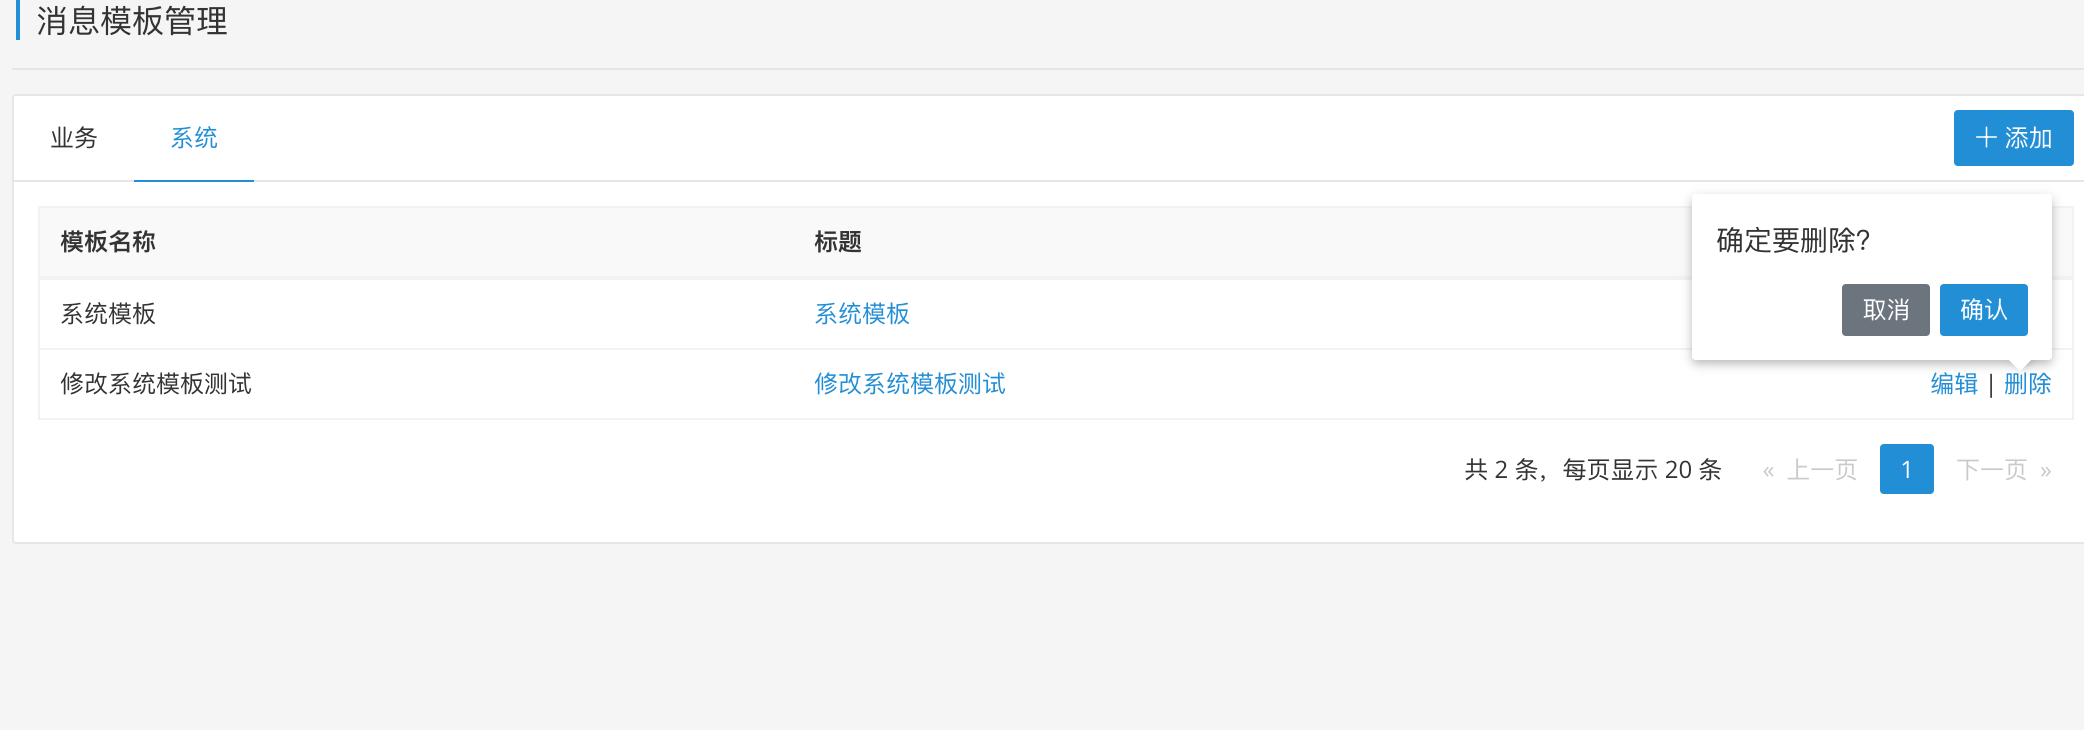 消息模板管理
业务 系统
+ 添加
模板名称 标题
确定要删除?
取消 确认
系统模板 系统模板
修改系统模板测试 修改系统模板测试 编辑 | 删除
共 2 条，每页显示 20 条 « 上一页 1 下一页 »